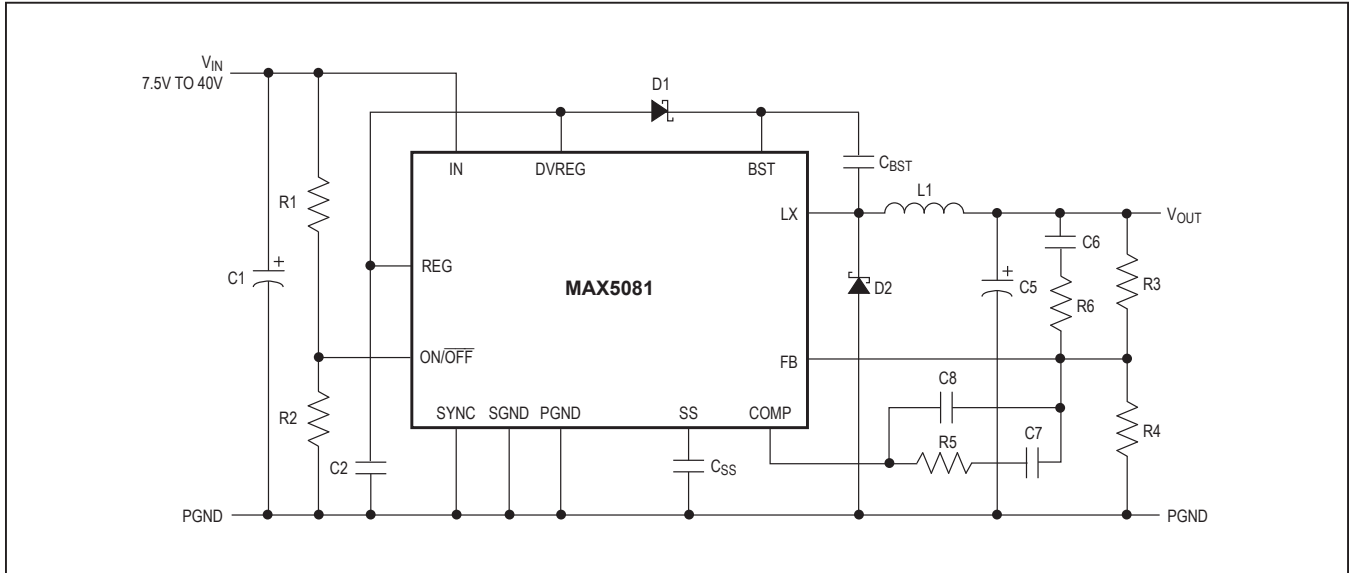 V_IN
7.5V TO 40V
D1
IN
DVREG
BST
C_BST
L1
R1
LX
V_OUT
C6
REG
C1
+
MAX5081
D2
+
C5
R6
R3
ON/OFF
FB
C8
SYNC
SGND
PGND
SS
COMP
R2
R5
C7
R4
C2
C_SS
PGND
PGND